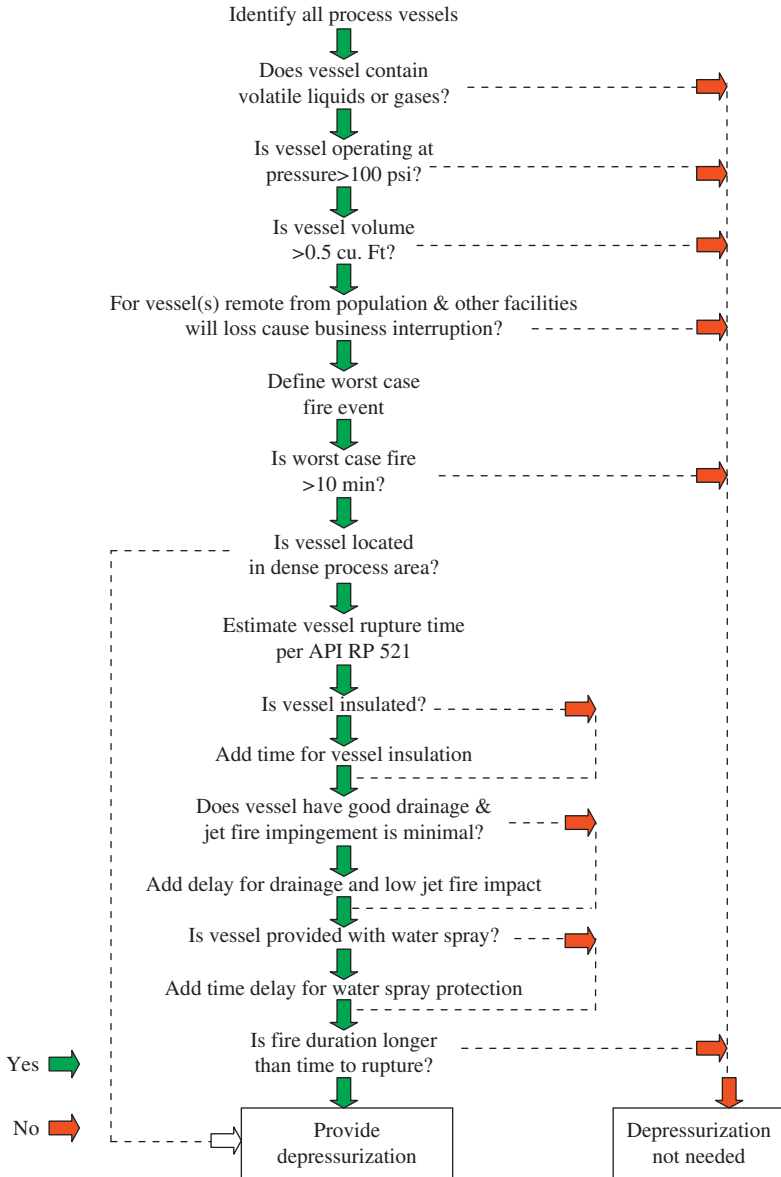 Identify all process vessels
Does vessel contain
volatile liquids or gases?
Is vessel operating at
pressure>100 psi?
Is vessel volume
>0.5 cu. Ft?
For vessel(s) remote from population & other facilities
will loss cause business interruption?
Define worst case
fire event
Is worst case fire
>10 min?
Is vessel located
in dense process area?
Estimate vessel rupture time
per API RP 521
Is vessel insulated?
Add time for vessel insulation
Does vessel have good drainage &
jet fire impingement is minimal?
Add delay for drainage and low jet fire impact
Is vessel provided with water spray?
Add time delay for water spray protection
Is fire duration longer
than time to rupture?
Yes
No
Provide
depressurization
Depressurization
not needed